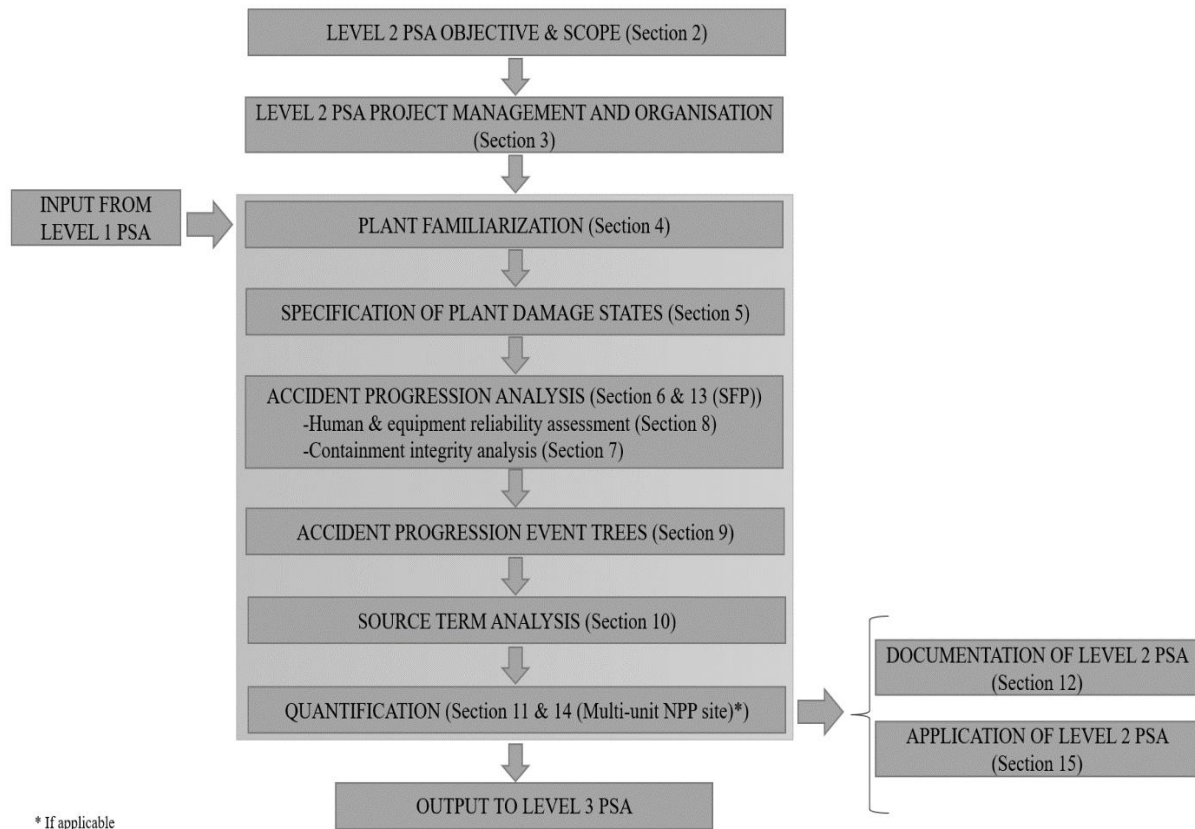 LEVEL 2 PSA OBJECTIVE & SCOPE (Section 2)
LEVEL 2 PSA PROJECT MANAGEMENT AND ORGANISATION
(Section 3)
INPUT FROM
LEVEL 1 PSA
PLANT FAMILIARIZATION (Section 4)
SPECIFICATION OF PLANT DAMAGE STATES (Section 5)
ACCIDENT PROGRESSION ANALYSIS (Section 6 & 13 (SFP))
-Human & equipment reliability assessment (Section 8)
-Containment integrity analysis (Section 7)
ACCIDENT PROGRESSION EVENT TREES (Section 9)
SOURCE TERM ANALYSIS (Section 10)
QUANTIFICATION (Section 11 & 14 (Multi-unit NPP site)*)
DOCUMENTATION OF LEVEL 2 PSA
(Section 12)
APPLICATION OF LEVEL 2 PSA
(Section 15)
OUTPUT TO LEVEL 3 PSA
* If applicable